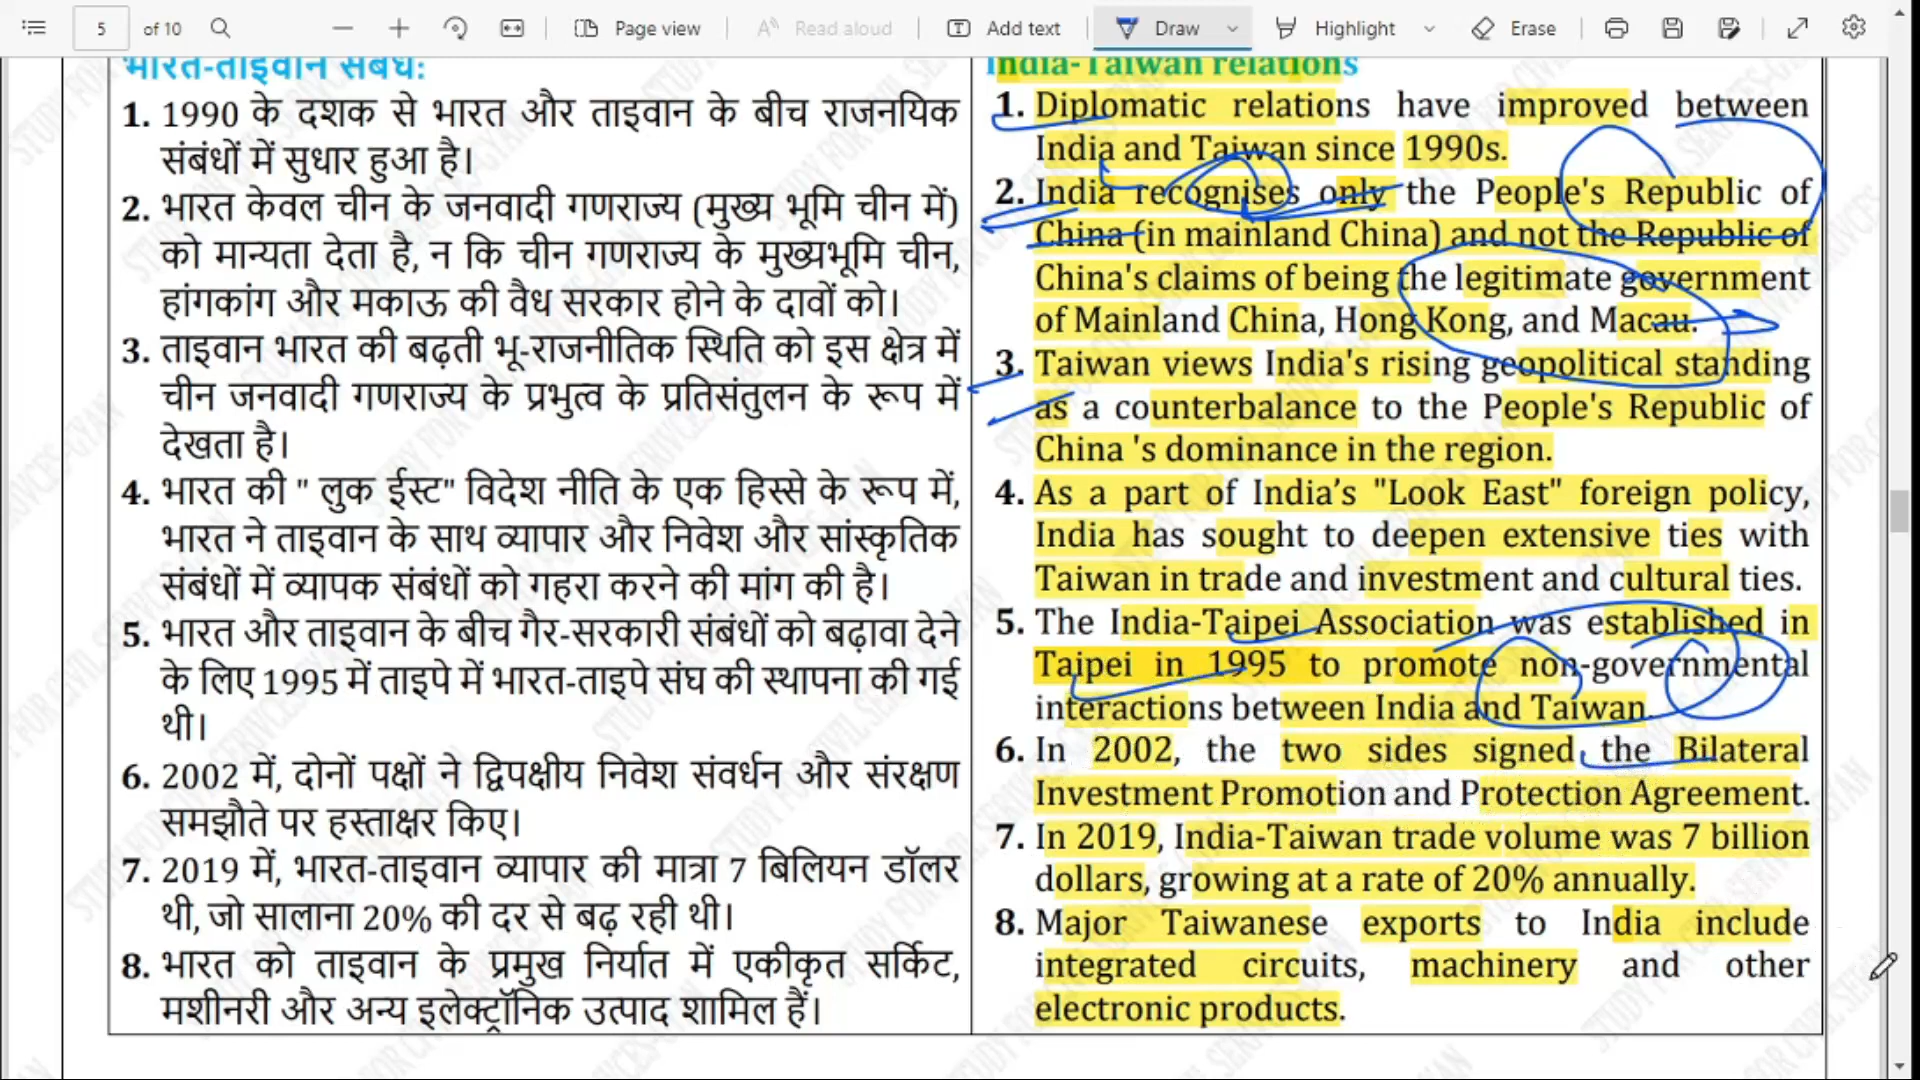 5 of 10 Page view Read aloud Add text Draw Highlight Erase
भारत-ताइवान संबंध:
1. 1990 के दशक से भारत और ताइवान के बीच राजनयिक
संबंधों में सुधार हुआ है।
2. भारत केवल चीन के जनवादी गणराज्य (मुख्य भूमि चीन में)
को मान्यता देता है, न कि चीन गणराज्य के मुख्यभूमि चीन,
हांगकांग और मकाऊ की वैध सरकार होने के दावों को।
3. ताइवान भारत की बढ़ती भू-राजनीतिक स्थिति को इस क्षेत्र में
चीन जनवादी गणराज्य के प्रभुत्व के प्रतिसंतुलन के रूप में
देखता है।
4. भारत की " लुक ईस्ट" विदेश नीति के एक हिस्से के रूप में,
भारत ने ताइवान के साथ व्यापार और निवेश और सांस्कृतिक
संबंधों में व्यापक संबंधों को गहरा करने की मांग की है।
5. भारत और ताइवान के बीच गैर-सरकारी संबंधों को बढ़ावा देने
के लिए 1995 में ताइपे में भारत-ताइपे संघ की स्थापना की गई
थी।
6. 2002 में, दोनों पक्षों ने द्विपक्षीय निवेश संवर्धन और संरक्षण
समझौते पर हस्ताक्षर किए।
7. 2019 में, भारत-ताइवान व्यापार की मात्रा 7 बिलियन डॉलर
थी, जो सालाना 20% की दर से बढ़ रही थी।
8. भारत को ताइवान के प्रमुख निर्यात में एकीकृत सर्किट,
मशीनरी और अन्य इलेक्ट्रॉनिक उत्पाद शामिल हैं।
India-Taiwan relations
1. Diplomatic relations have improved between
India and Taiwan since 1990s.
2. India recognises only the People's Republic of
China (in mainland China) and not the Republic of
China's claims of being the legitimate government
of Mainland China, Hong Kong, and Macau.
3. Taiwan views India's rising geopolitical standing
as a counterbalance to the People's Republic of
China 's dominance in the region.
4. As a part of India’s "Look East" foreign policy,
India has sought to deepen extensive ties with
Taiwan in trade and investment and cultural ties.
5. The India-Taipei Association was established in
Taipei in 1995 to promote non-governmental
interactions between India and Taiwan.
6. In 2002, the two sides signed the Bilateral
Investment Promotion and Protection Agreement.
7. In 2019, India-Taiwan trade volume was 7 billion
dollars, growing at a rate of 20% annually.
8. Major Taiwanese exports to India include
integrated circuits, machinery and other
electronic products.